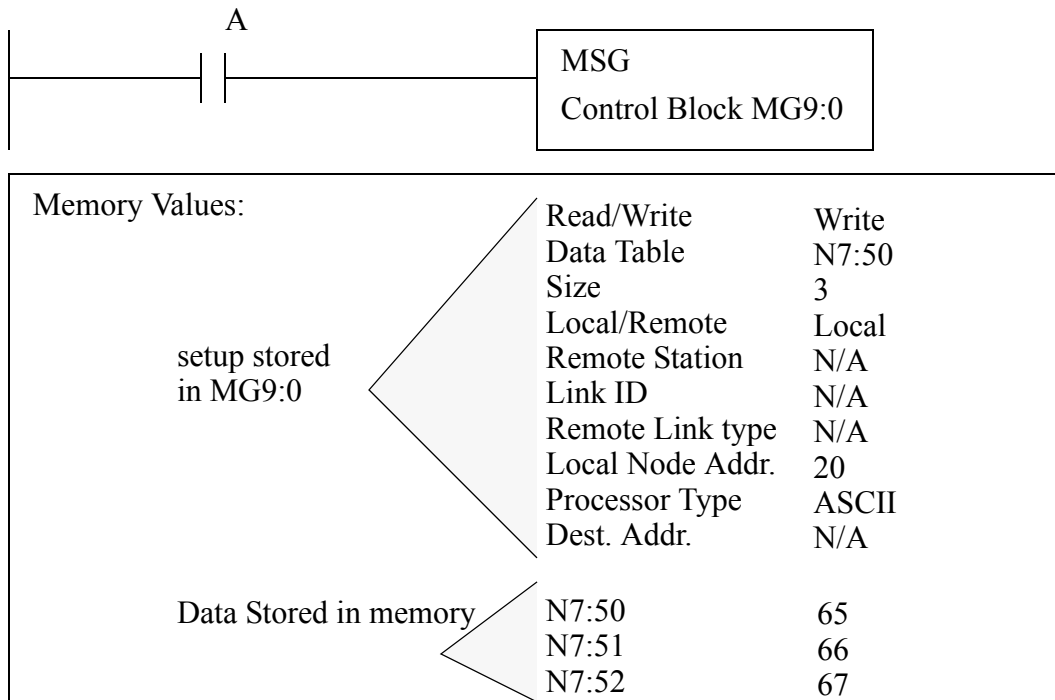 A
MSG
Control Block MG9:0
Memory Values:
setup stored
in MG9:0
Read/Write Write
Data Table N7:50
Size 3
Local/Remote Local
Remote Station N/A
Link ID N/A
Remote Link type N/A
Local Node Addr. 20
Processor Type ASCII
Dest. Addr. N/A
Data Stored in memory
N7:50 65
N7:51 66
N7:52 67